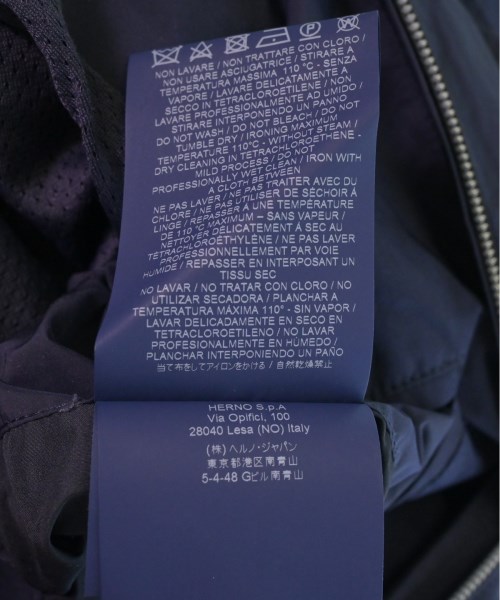 NON LAVARE / NON TRATTARE CON CLORO /
NON USARE ASCIUGATRICE / STIRARE A
TEMPERATURA MASSIMA 110 °C - SENZA
VAPORE / LAVARE DELICATAMENTE A
SECCO IN TETRACLOROETILENE / NON
LAVARE PROFESSIONALMENTE AD UMIDO /
STIRARE INTERPONENDO UN PANNO
DO NOT WASH / DO NOT BLEACH / DO NOT
TUMBLE DRY / IRONING MAXIMUM
TEMPERATURE 110°C - WITHOUT STEAM /
DRY CLEANING IN TETRACHLOROETHENE -
MILD PROCESS / DO NOT
PROFESSIONALLY WET CLEAN / IRON WITH
A CLOTH BETWEEN
NE PAS LAVER / NE PAS TRAITER AVEC DU
CHLORE / NE PAS UTILISER DE SÉCHOIR À
LINGE / REPASSER À UNE TEMPÉRATURE
DE 110 °C MAXIMUM – SANS VAPEUR /
NETTOYER DÉLICATEMENT À SEC AU
TETRACHLOROÉTHYLÈNE / NE PAS LAVER
PROFESSIONNELLEMENT PAR VOIE
HUMIDE / REPASSER EN INTERPOSANT UN
TISSU SEC
NO LAVAR / NO TRATAR CON CLORO / NO
UTILIZAR SECADORA / PLANCHAR A
TEMPERATURA MÁXIMA 110° - SIN VAPOR /
LAVAR DELICADAMENTE EN SECO EN
TETRACLOROETILENO / NO LAVAR
PROFESIONALMENTE EN HÚMEDO /
PLANCHAR INTERPONIENDO UN PAÑO
当て布をしてアイロンをかける / 自然乾燥禁止
HERNO S.p.A
Via Opifici, 100
28040 Lesa (NO) Italy
(株) ヘルノ・ジャパン
東京都港区南青山
5-4-48 Gビル南青山